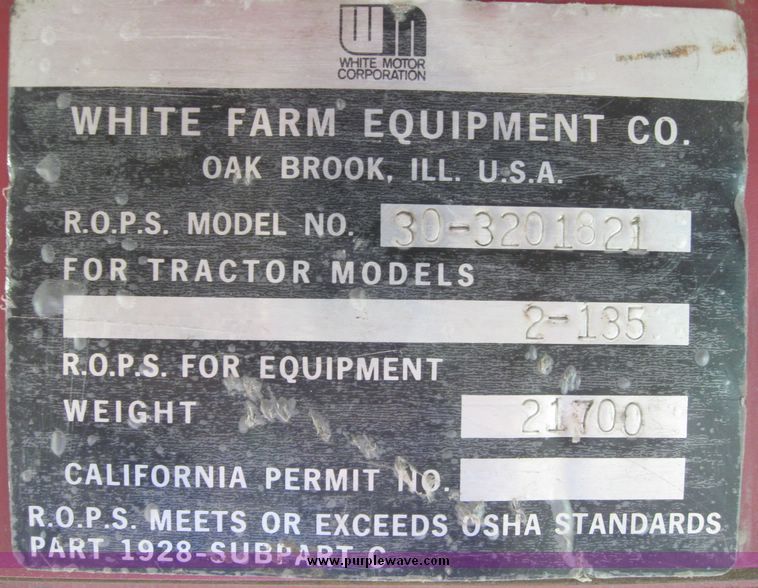 WM
WHITE MOTOR
CORPORATION
WHITE FARM EQUIPMENT CO.
OAK BROOK, ILL. U.S.A.
R.O.P.S. MODEL NO. 30-3201821
FOR TRACTOR MODELS
2-135
R.O.P.S. FOR EQUIPMENT
WEIGHT 21700
CALIFORNIA PERMIT NO.
R.O.P.S. MEETS OR EXCEEDS OSHA STANDARDS
PART 1928-SUBPART C
www.purplewave.com